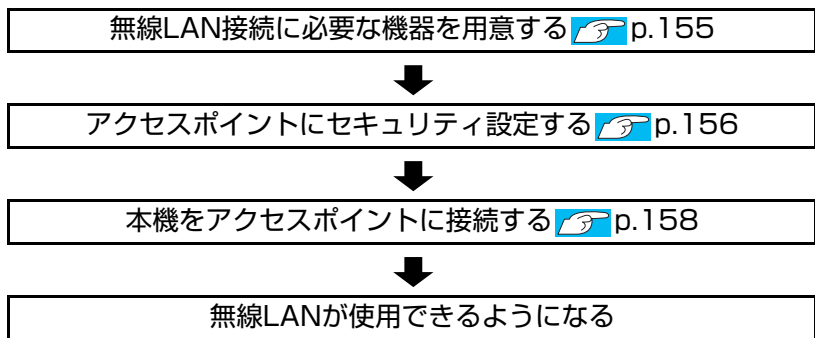 無線LAN接続に必要な機器を用意する p.155
アクセスポイントにセキュリティ設定する p.156
本機をアクセスポイントに接続する p.158
無線LANが使用できるようになる